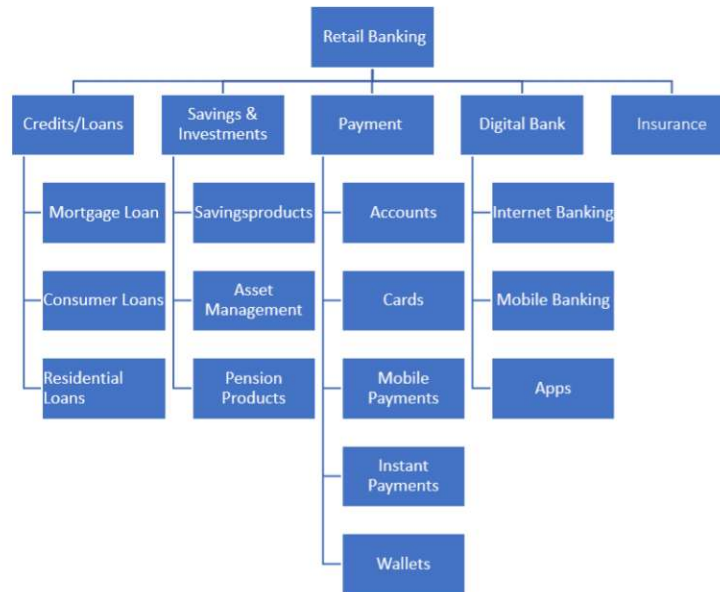 Retail Banking
Credits/Loans
Savings &
Investments
Payment
Digital Bank
Insurance
Mortgage Loan
Savingsproducts
Accounts
Internet Banking
Consumer Loans
Asset
Management
Cards
Mobile Banking
Residential
Loans
Pension
Products
Mobile
Payments
Apps
Instant
Payments
Wallets